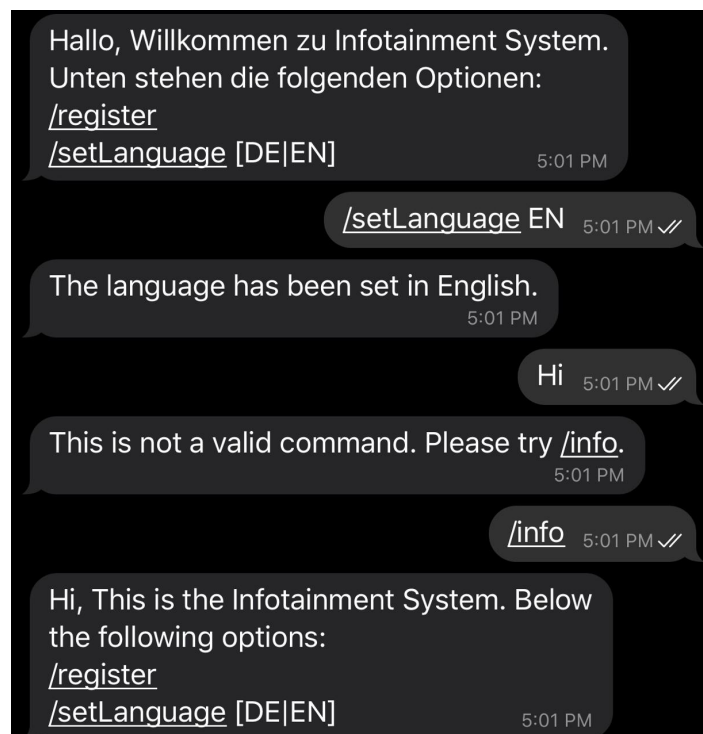 Hallo, Willkommen zu Infotainment System.
Unten stehen die folgenden Optionen:
/register
/setLanguage [DE|EN]
5:01 PM
/setLanguage EN 5:01 PM
The language has been set in English.
5:01 PM
Hi 5:01 PM
This is not a valid command. Please try /info.
5:01 PM
/info 5:01 PM
Hi, This is the Infotainment System. Below
the following options:
/register
/setLanguage [DE|EN]
5:01 PM